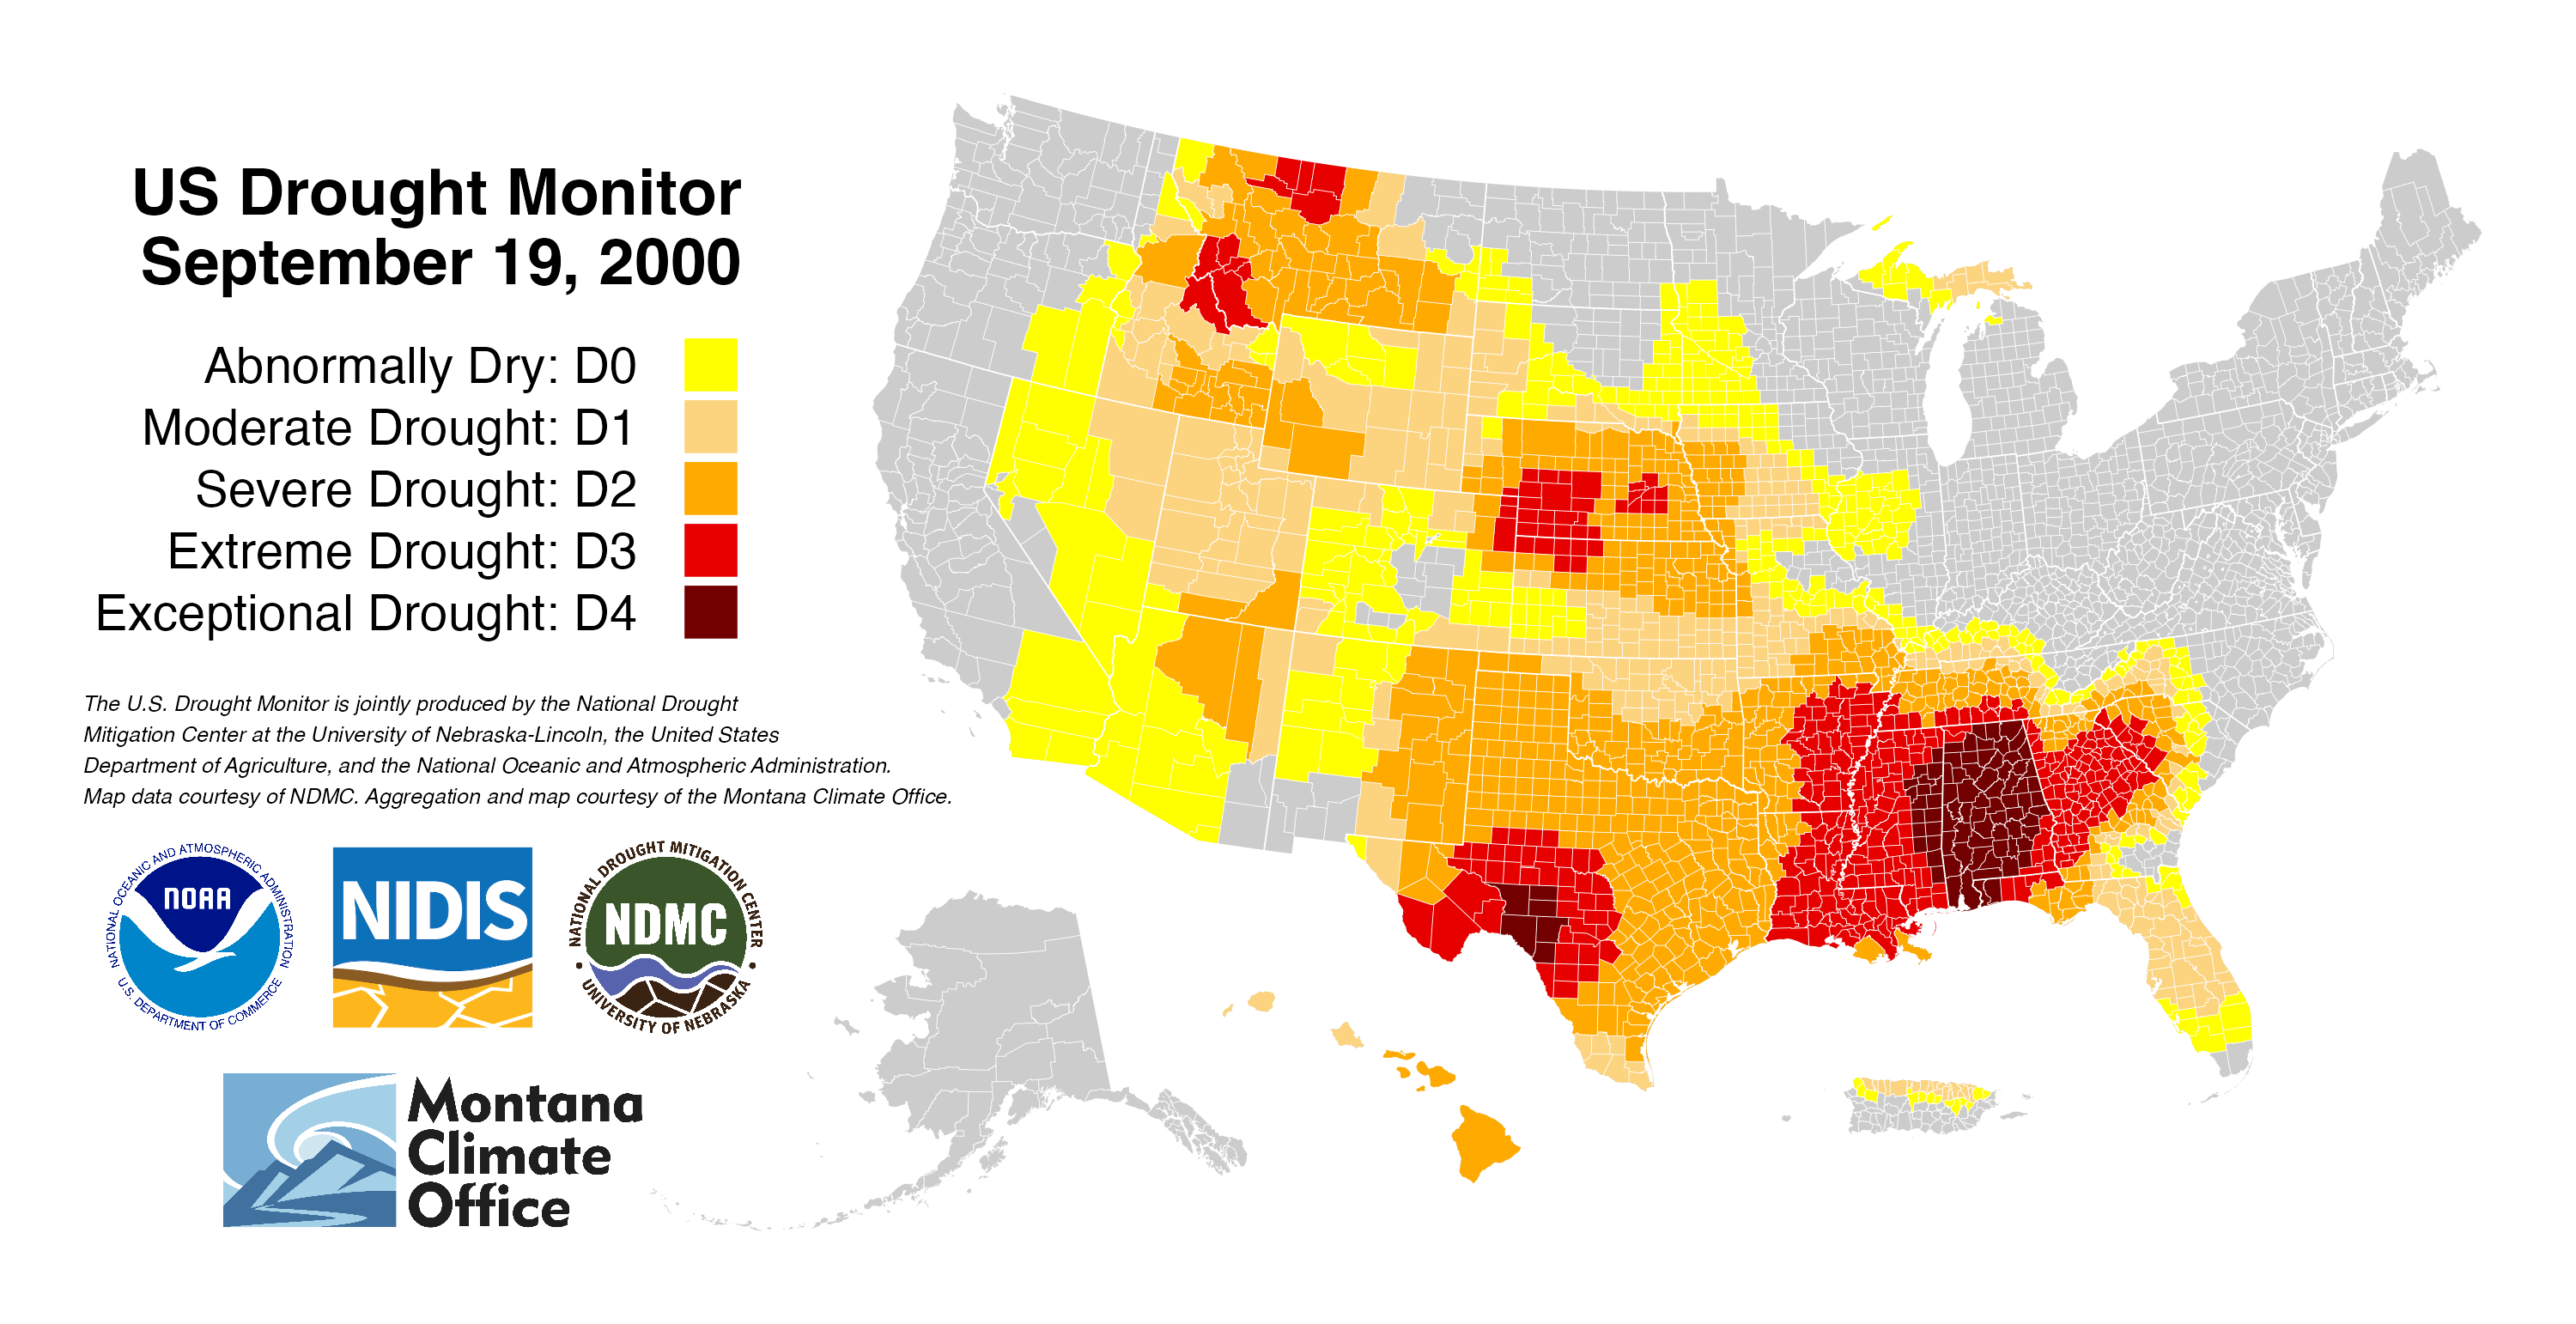 US Drought Monitor
September 19, 2000
Abnormally Dry: D0
Moderate Drought: D1
Severe Drought: D2
Extreme Drought: D3
Exceptional Drought: D4
The U.S. Drought Monitor is jointly produced by the National Drought
Mitigation Center at the University of Nebraska-Lincoln, the United States
Department of Agriculture, and the National Oceanic and Atmospheric Administration.
Map data courtesy of NDMC. Aggregation and map courtesy of the Montana Climate Office.
NATIONAL OCEANIC AND ATMOSPHERIC ADMINISTRATION
NOAA
U.S. DEPARTMENT OF COMMERCE
NIDIS
NATIONAL DROUGHT MITIGATION CENTER
NDMC
UNIVERSITY OF NEBRASKA
Montana
Climate
Office